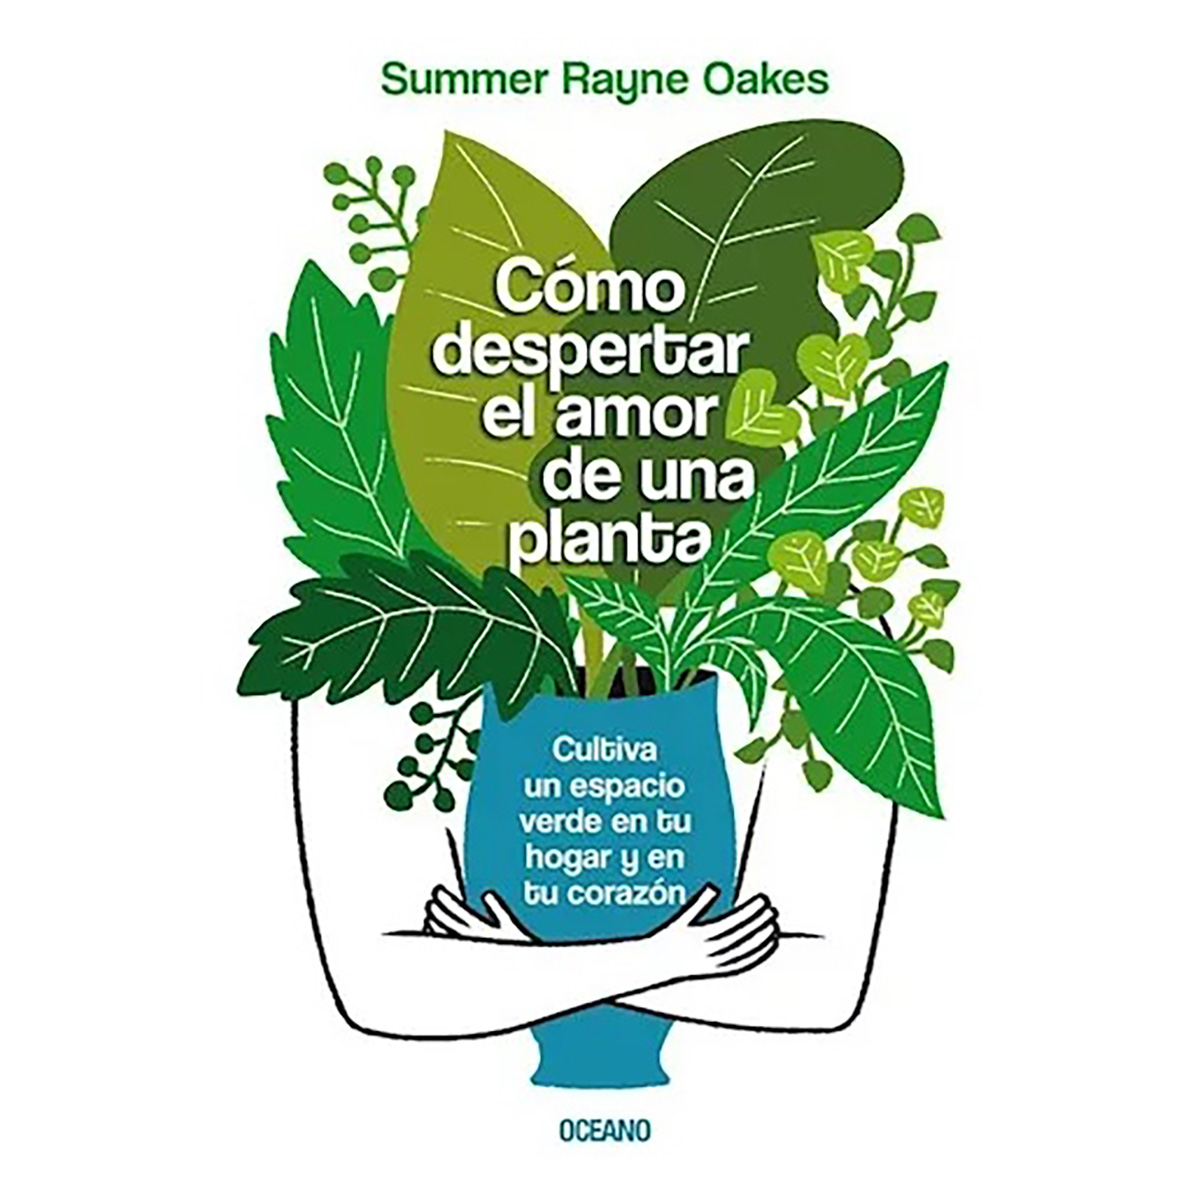 Summer Rayne Oakes
Cómo
despertar
el amor
de una
planta
Cultiva
un espacio
verde en tu
hogar y en
tu corazón
OCEANO